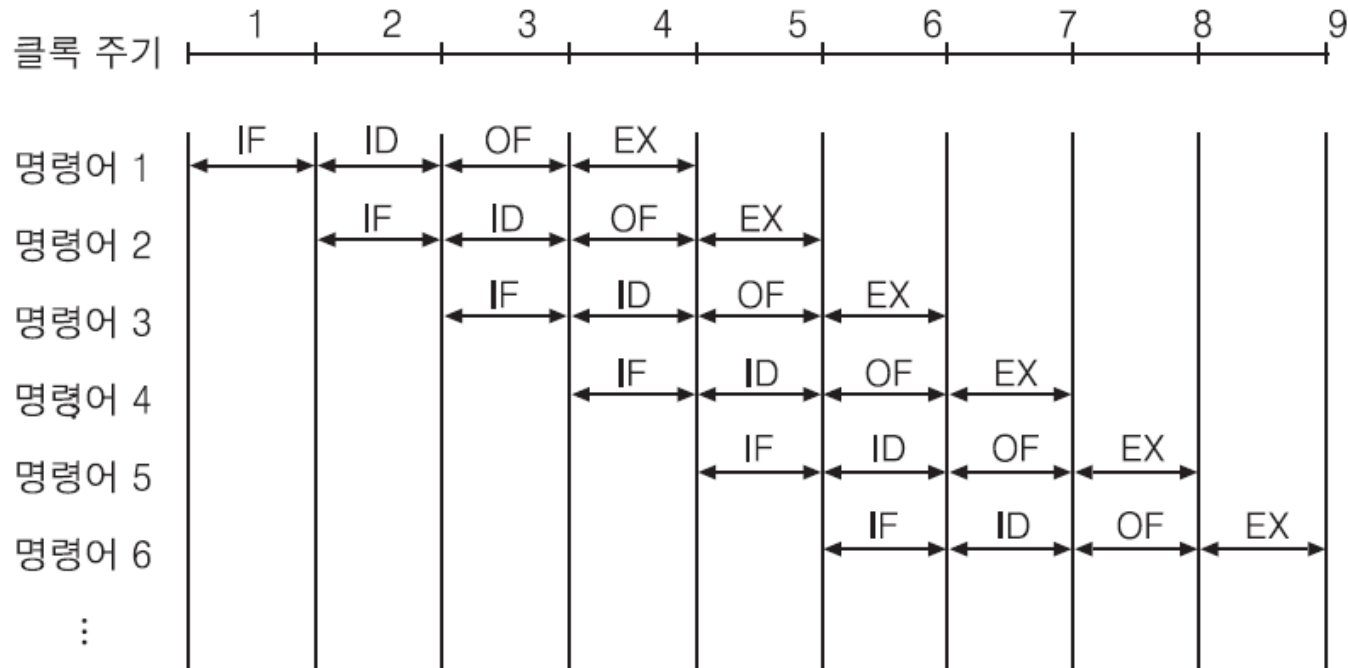 클록 주기 1 2 3 4 5 6 7 8 9
명령어 1 IF ID OF EX
명령어 2 IF ID OF EX
명령어 3 IF ID OF EX
명령어 4 IF ID OF EX
명령어 5 IF ID OF EX
명령어 6 IF ID OF EX
⋮